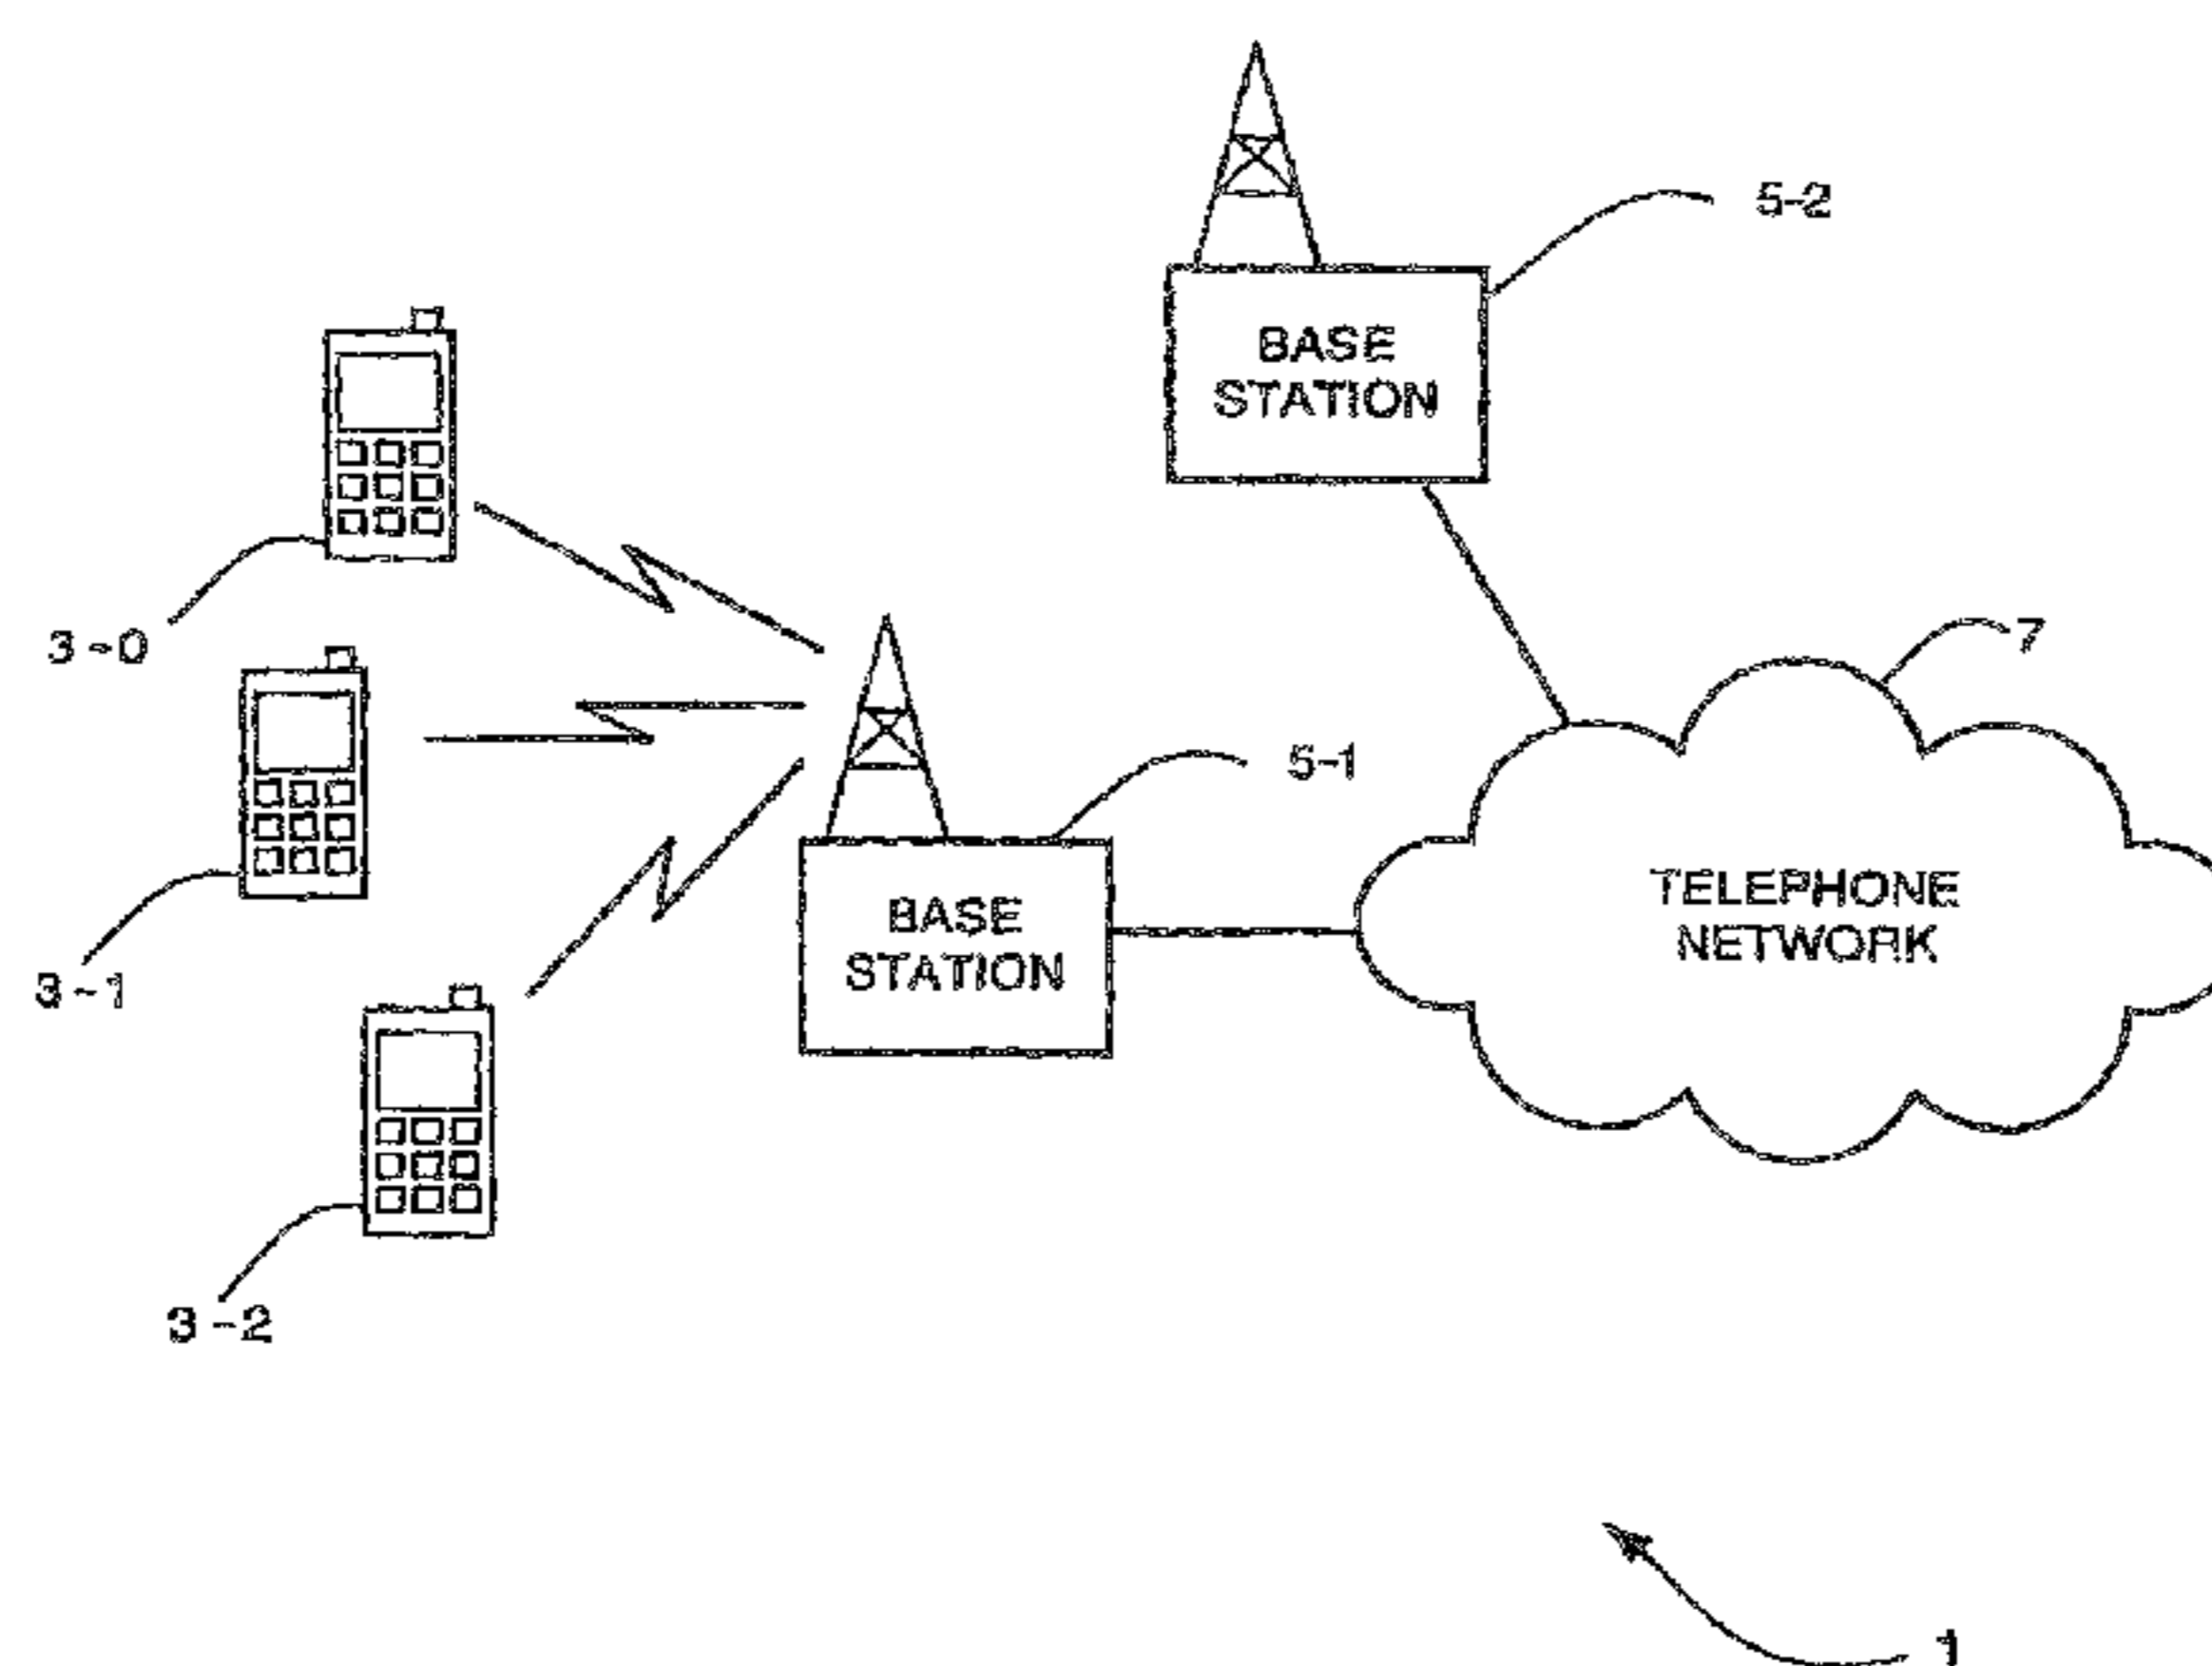 5-2
BASE
STATION
3-0
7
5-1
TELEPHONE
NETWORK
BASE
STATION
3-1
3-2
1